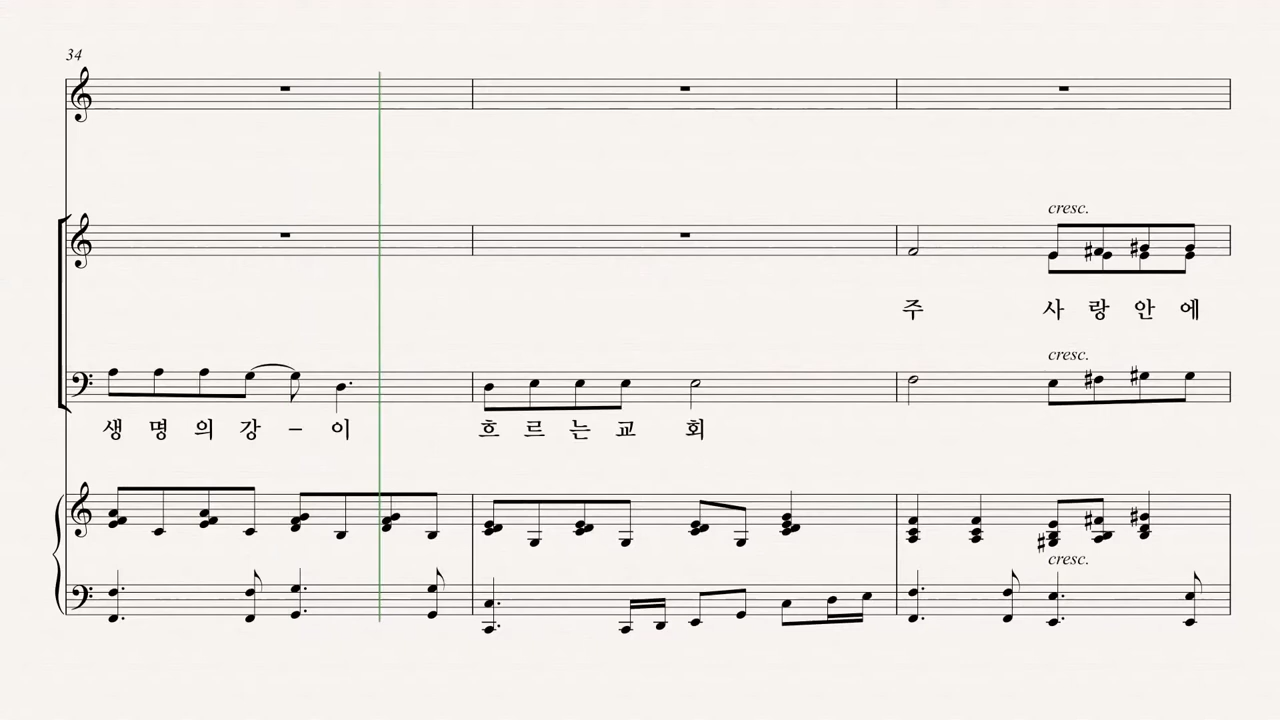 34
cresc.
주 사 랑 안 에
cresc.
생 명 의 강 – 이 흐 르 는 교 회
cresc.